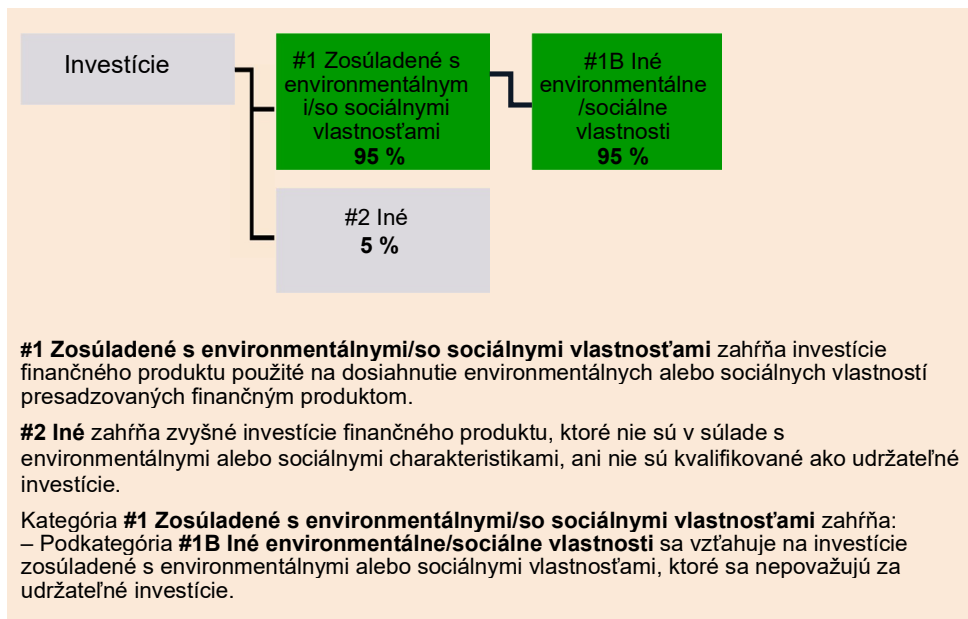 Investície
#1 Zosúladené s
environmentálnym
i/so sociálnymi
vlastnosťami
95 %
#1B Iné
environmentálne
/sociálne
vlastnosti
95 %
#2 Iné
5 %
#1 Zosúladené s environmentálnymi/so sociálnymi vlastnosťami zahŕňa investície
finančného produktu použité na dosiahnutie environmentálnych alebo sociálnych vlastností
presadzovaných finančným produktom.
#2 Iné zahŕňa zvyšné investície finančného produktu, ktoré nie sú v súlade s
environmentálnymi alebo sociálnymi charakteristikami, ani nie sú kvalifikované ako udržateľné
investície.
Kategória #1 Zosúladené s environmentálnymi/so sociálnymi vlastnosťami zahŕňa:
– Podkategória #1B Iné environmentálne/sociálne vlastnosti sa vzťahuje na investície
zosúladené s environmentálnymi alebo sociálnymi vlastnosťami, ktoré sa nepovažujú za
udržateľné investície.